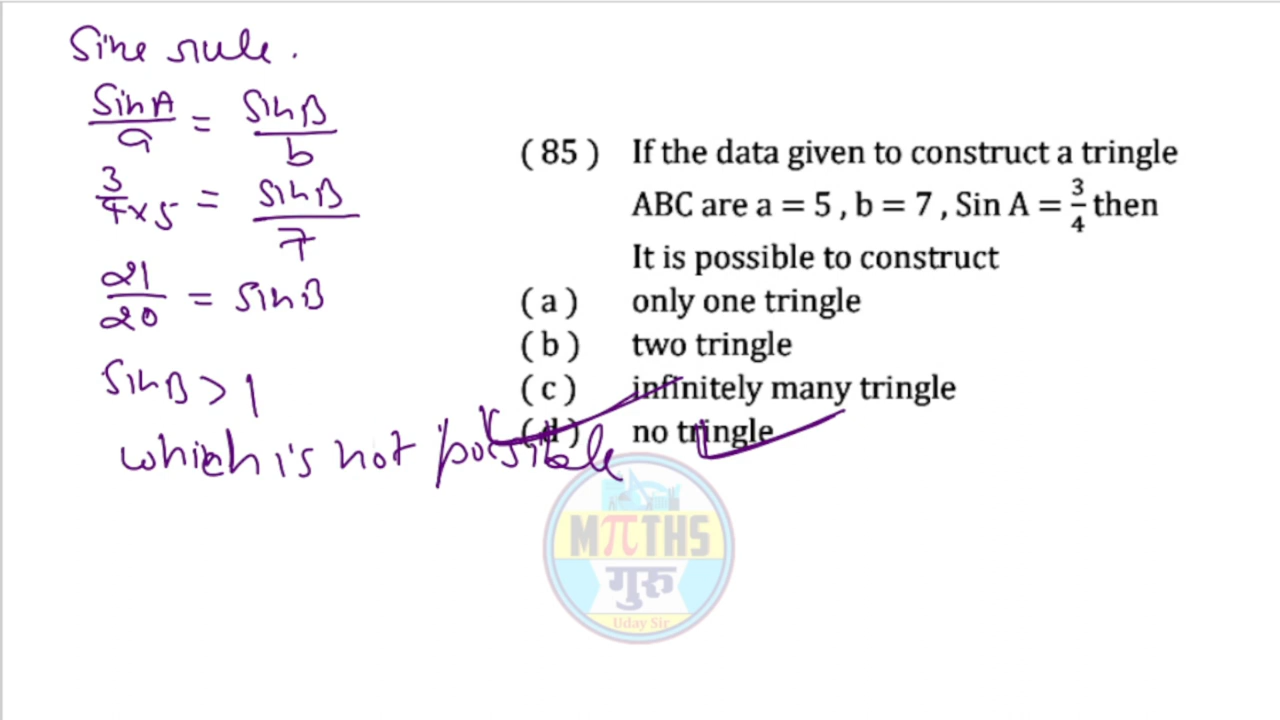 Sine rule.
SinA/a = SinB/b
3/4×5 = SinB/7
21/20 = SinB
SinB > 1
which is not possible
( 85 ) If the data given to construct a tringle
ABC are a = 5 , b = 7 , Sin A = 3/4 then
It is possible to construct
( a ) only one tringle
( b ) two tringle
( c ) infinitely many tringle
( d ) no tringle
MπTHS
गुरु
Uday Sir